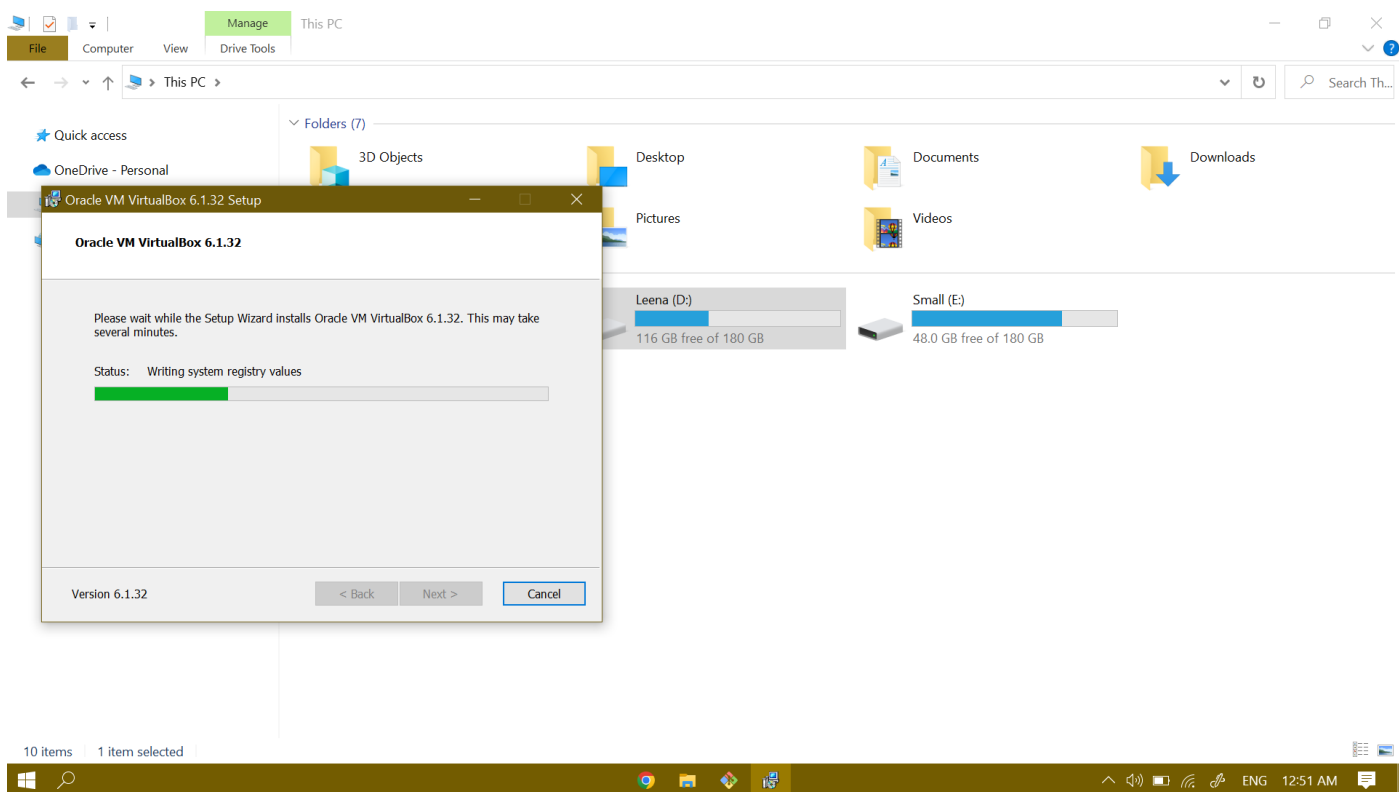 Manage This PC
File Computer View Drive Tools
?
This PC
Search Th...
Quick access
OneDrive - Personal
Folders (7)
3D Objects
Desktop
Documents
Downloads
Pictures
Videos
Leena (D:)
116 GB free of 180 GB
Small (E:)
48.0 GB free of 180 GB
Oracle VM VirtualBox 6.1.32 Setup
Oracle VM VirtualBox 6.1.32
Please wait while the Setup Wizard installs Oracle VM VirtualBox 6.1.32. This may take
several minutes.
Status: Writing system registry values
Version 6.1.32
< Back Next > Cancel
10 items 1 item selected
ENG 12:51 AM